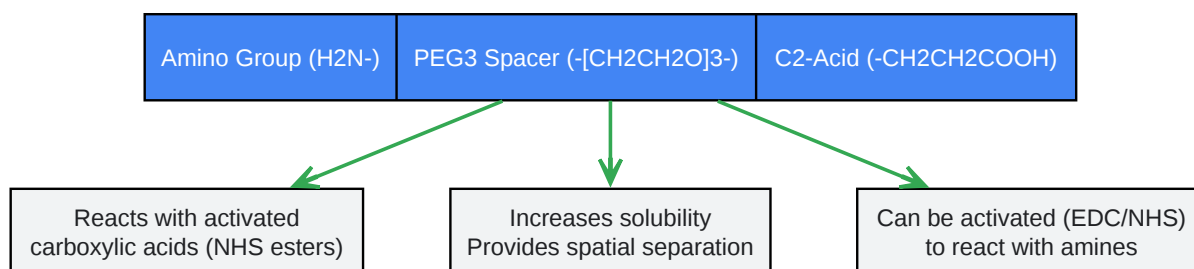 Amino Group (H2N-)
PEG3 Spacer (-[CH2CH2O]3-)
C2-Acid (-CH2CH2COOH)
Reacts with activated
carboxylic acids (NHS esters)
Increases solubility
Provides spatial separation
Can be activated (EDC/NHS)
to react with amines